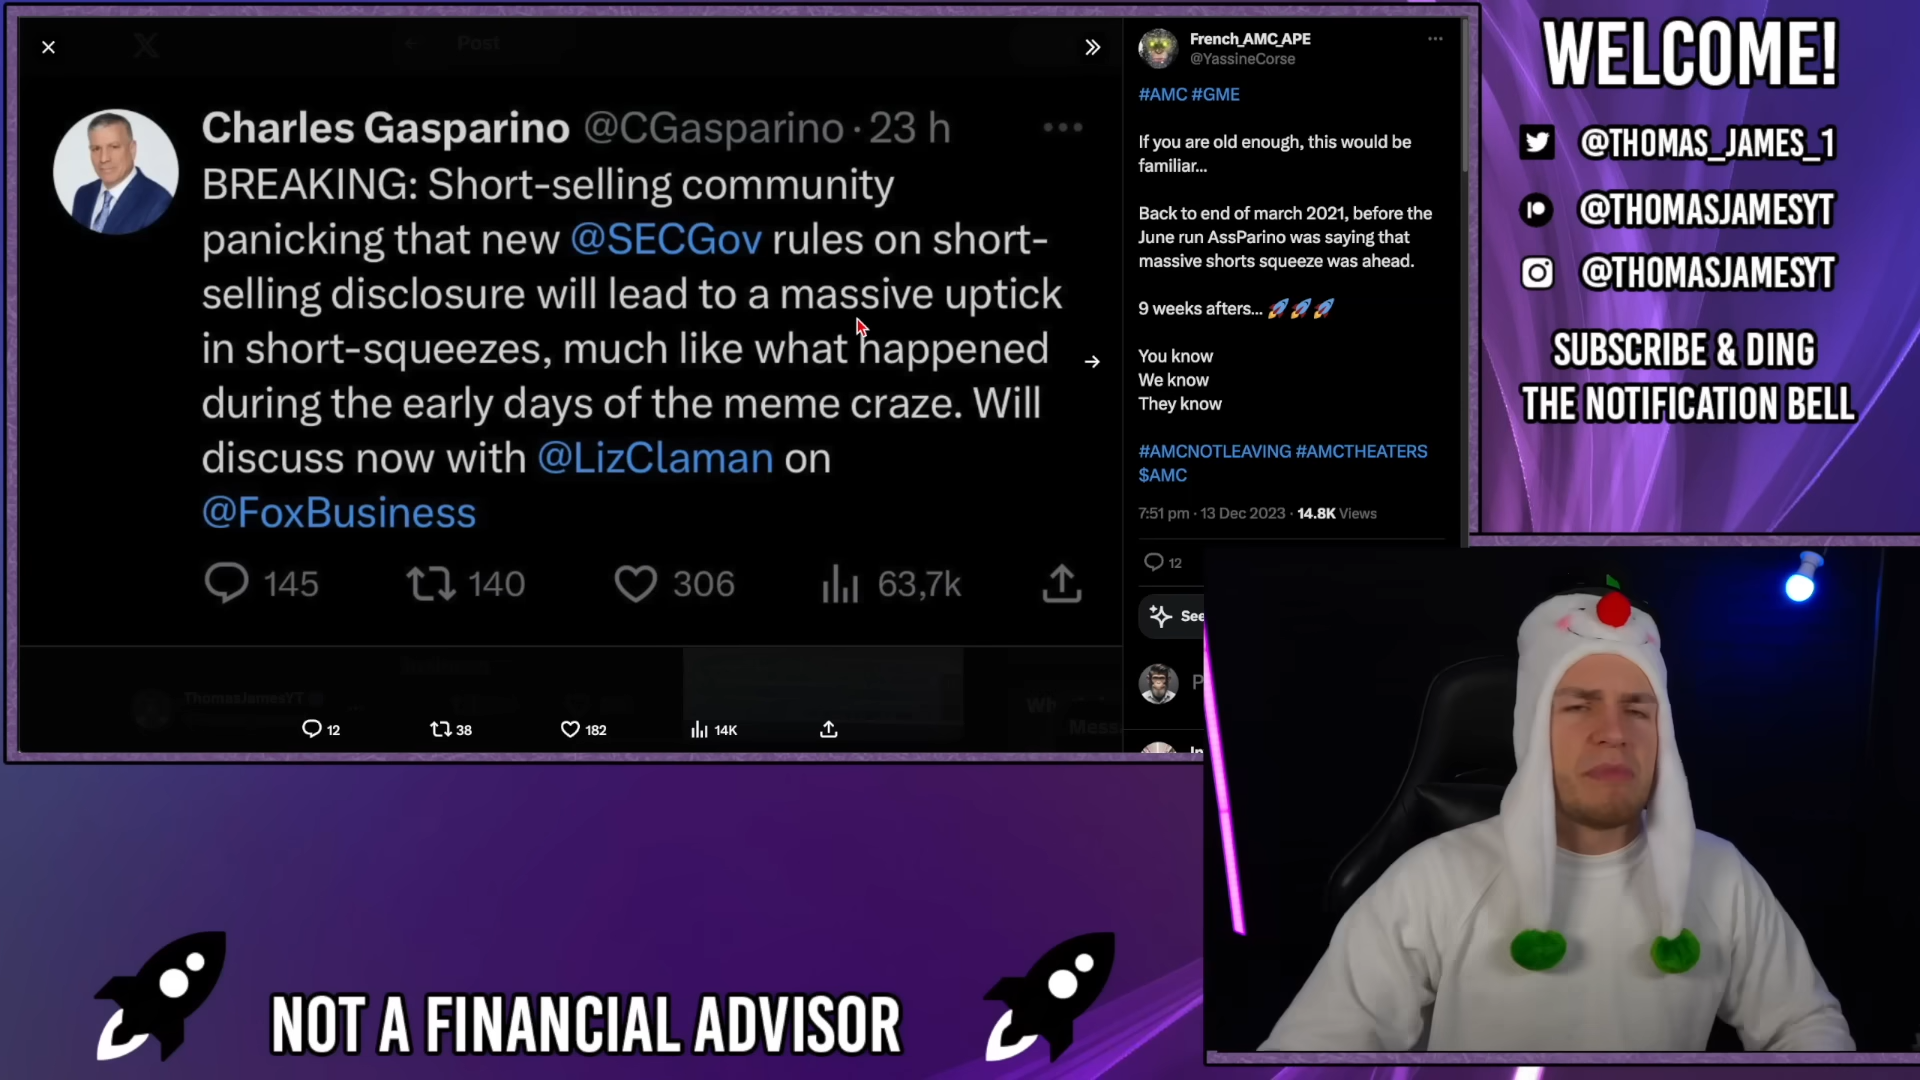 Post
Charles Gasparino @CGasparino · 23 h
BREAKING: Short-selling community
panicking that new @SECGov rules on short-
selling disclosure will lead to a massive uptick
in short-squeezes, much like what happened
during the early days of the meme craze. Will
discuss now with @LizClaman on
@FoxBusiness
145 140 306 63,7k
ThomasJamesYT
12 38 182 14K
French_AMC_APE
@YassineCorse
#AMC #GME
If you are old enough, this would be
familiar...
Back to end of march 2021, before the
June run AssParino was saying that
massive shorts squeeze was ahead.
9 weeks afters... 🚀🚀🚀
You know
We know
They know
#AMCNOTLEAVING #AMCTHEATERS
$AMC
7:51 pm · 13 Dec 2023 · 14.8K Views
12
See
WELCOME!
@THOMAS_JAMES_1
@THOMASJAMESYT
@THOMASJAMESYT
SUBSCRIBE & DING
THE NOTIFICATION BELL
NOT A FINANCIAL ADVISOR